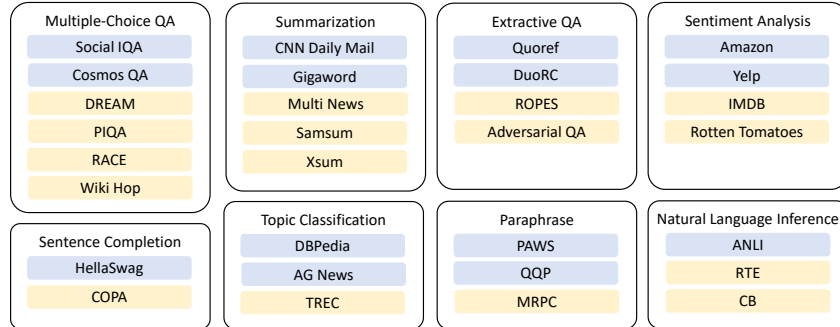 Multiple-Choice QA
Social IQA
Cosmos QA
DREAM
PIQA
RACE
Wiki Hop
Summarization
CNN Daily Mail
Gigaword
Multi News
Samsum
Xsum
Extractive QA
Quoref
DuoRC
ROPES
Adversarial QA
Sentiment Analysis
Amazon
Yelp
IMDB
Rotten Tomatoes
Sentence Completion
HellaSwag
COPA
Topic Classification
DBPedia
AG News
TREC
Paraphrase
PAWS
QQP
MRPC
Natural Language Inference
ANLI
RTE
CB